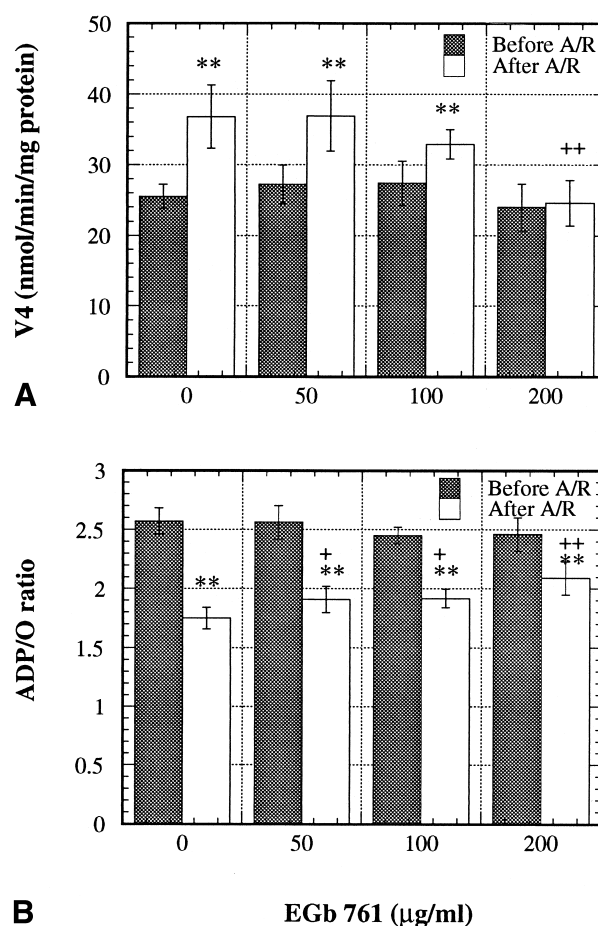 50
40
30
20
10
0
V4 (nmol/min/mg protein)
Before A/R
After A/R
**
**
**
++
0 50 100 200
A
3
2.5
2
1.5
1
0.5
0
ADP/O ratio
Before A/R
After A/R
**
+
**
+
**
++
**
0 50 100 200
B
EGb 761 (μg/ml)